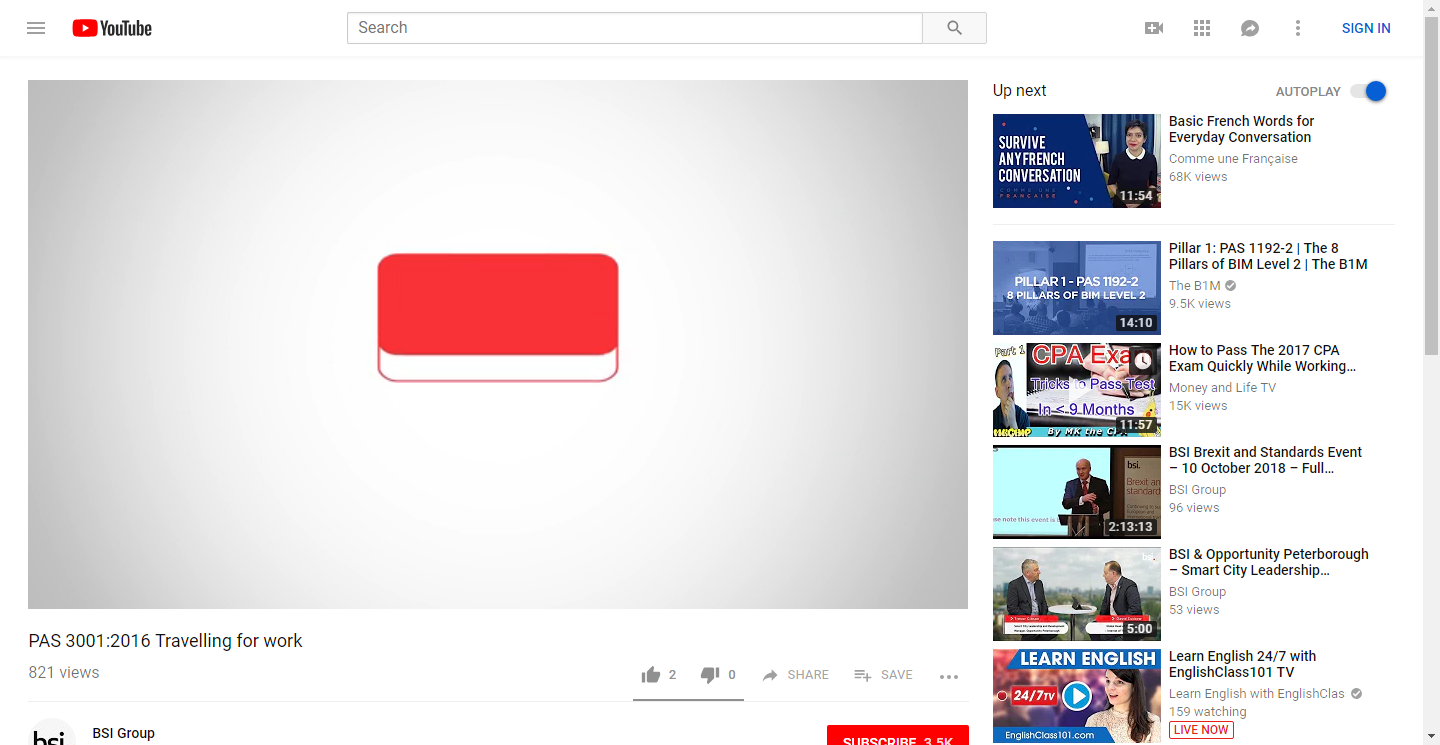 YouTube
Search
SIGN IN
Up next
AUTOPLAY
SURVIVE
ANY FRENCH
CONVERSATION
COMME UNE
FRANÇAISE
11:54
Basic French Words for
Everyday Conversation
Comme une Française
68K views
PILLAR 1 - PAS 1192-2
8 PILLARS OF BIM LEVEL 2
14:10
Pillar 1: PAS 1192-2 | The 8
Pillars of BIM Level 2 | The B1M
The B1M
9.5K views
Part 1
CPA Exa
Tricks to Pass Test
In < 9 Months
By MK the CP
11:57
How to Pass The 2017 CPA
Exam Quickly While Working...
Money and Life TV
15K views
bsi.
Brexit an
standard
se note this event is b
2:13:13
BSI Brexit and Standards Event
– 10 October 2018 – Full...
BSI Group
96 views
5:00
BSI & Opportunity Peterborough
– Smart City Leadership...
BSI Group
53 views
LEARN ENGLISH
24/7 TV
EnglishClass101.com
Learn English 24/7 with
EnglishClass101 TV
Learn English with EnglishClas
159 watching
LIVE NOW
PAS 3001:2016 Travelling for work
821 views
2
0
SHARE
SAVE
bsi
BSI Group
SUBSCRIBE 3.5K